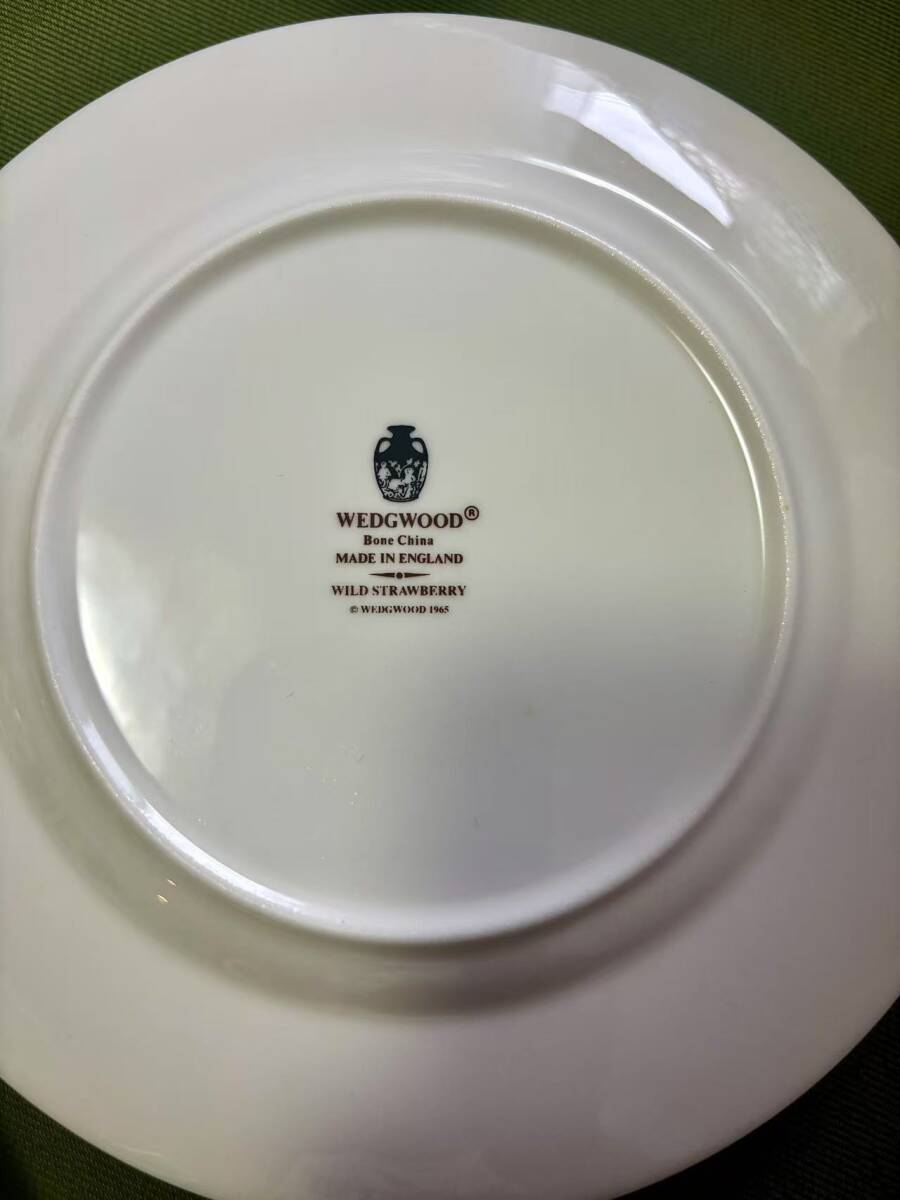 WEDGWOOD®
Bone China
MADE IN ENGLAND
WILD STRAWBERRY
© WEDGWOOD 1965